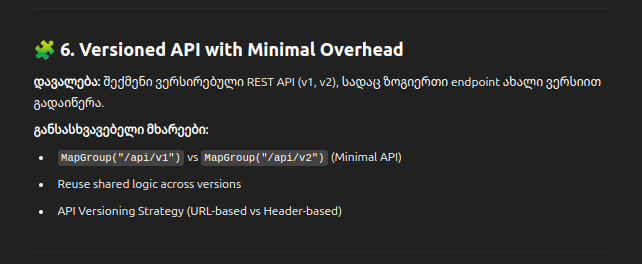 🧩 6. Versioned API with Minimal Overhead
დავალება: შექმენი ვერსირებული REST API (v1, v2), სადაც ზოგიერთი endpoint ახალი ვერსიით
გადაიწერა.
განსასხვავებელი მხარეები:
• MapGroup("/api/v1") vs MapGroup("/api/v2") (Minimal API)
• Reuse shared logic across versions
• API Versioning Strategy (URL-based vs Header-based)